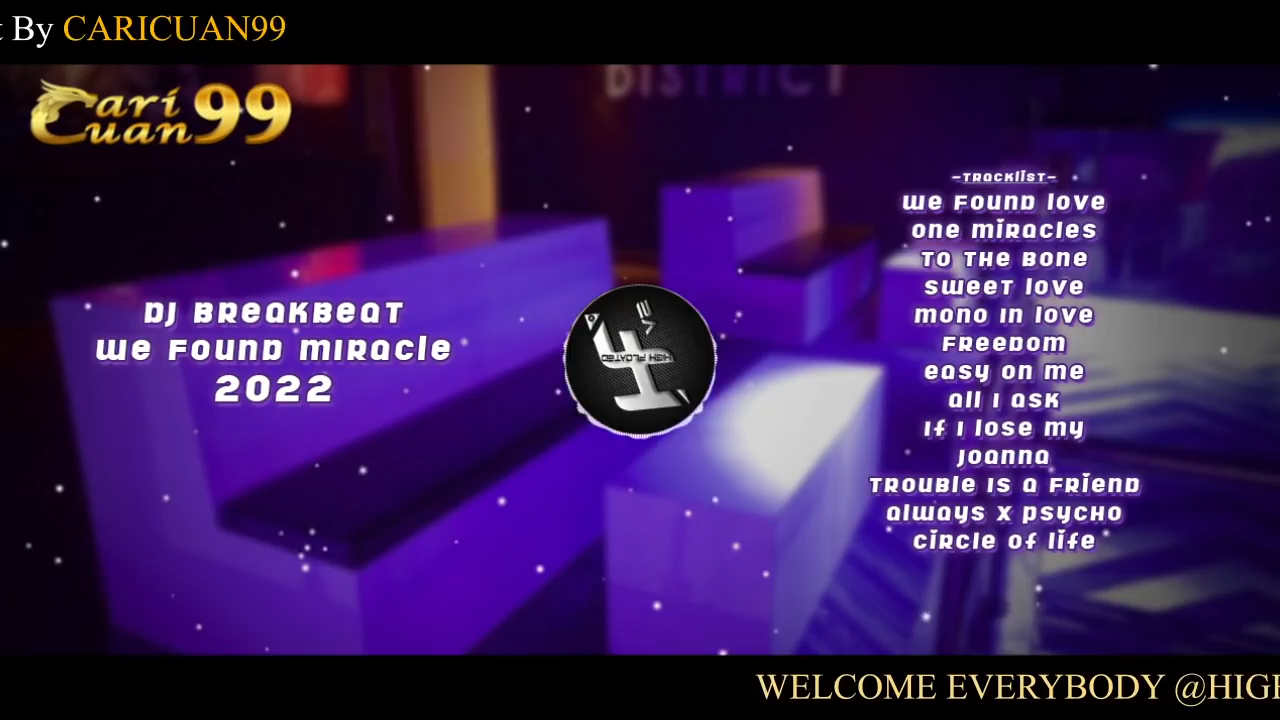 t By CARICUAN99
Cari
Cuan99
DISTRICT
-Tracklist-
We Found Love
One Miracles
To The Bone
Sweet Love
Mono In Love
Freedom
Easy On Me
All I Ask
If I Lose My
Joanna
Trouble Is A Friend
Always X Psycho
Circle Of Life
DJ BreakBeat
We Found Miracle
2022
HIGH FLOATED
WELCOME EVERYBODY @HIGH